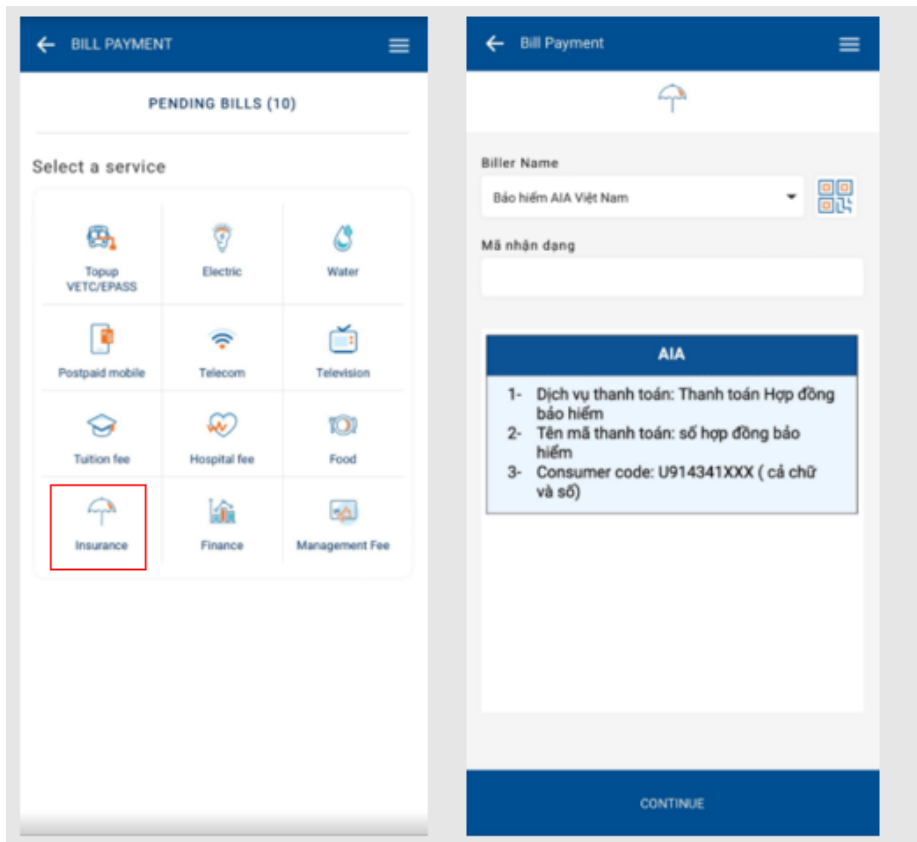 BILL PAYMENT
PENDING BILLS (10)
Select a service
Topup
VETC/EPASS
Electric
Water
Postpaid mobile
Telecom
Television
Tuition fee
Hospital fee
Food
Insurance
Finance
Management Fee
Bill Payment
Biller Name
Bảo hiểm AIA Việt Nam
Mã nhận dạng
AIA
1- Dịch vụ thanh toán: Thanh toán Hợp đồng
bảo hiểm
2- Tên mã thanh toán: số hợp đồng bảo
hiểm
3- Consumer code: U914341XXX ( cả chữ
và số)
CONTINUE